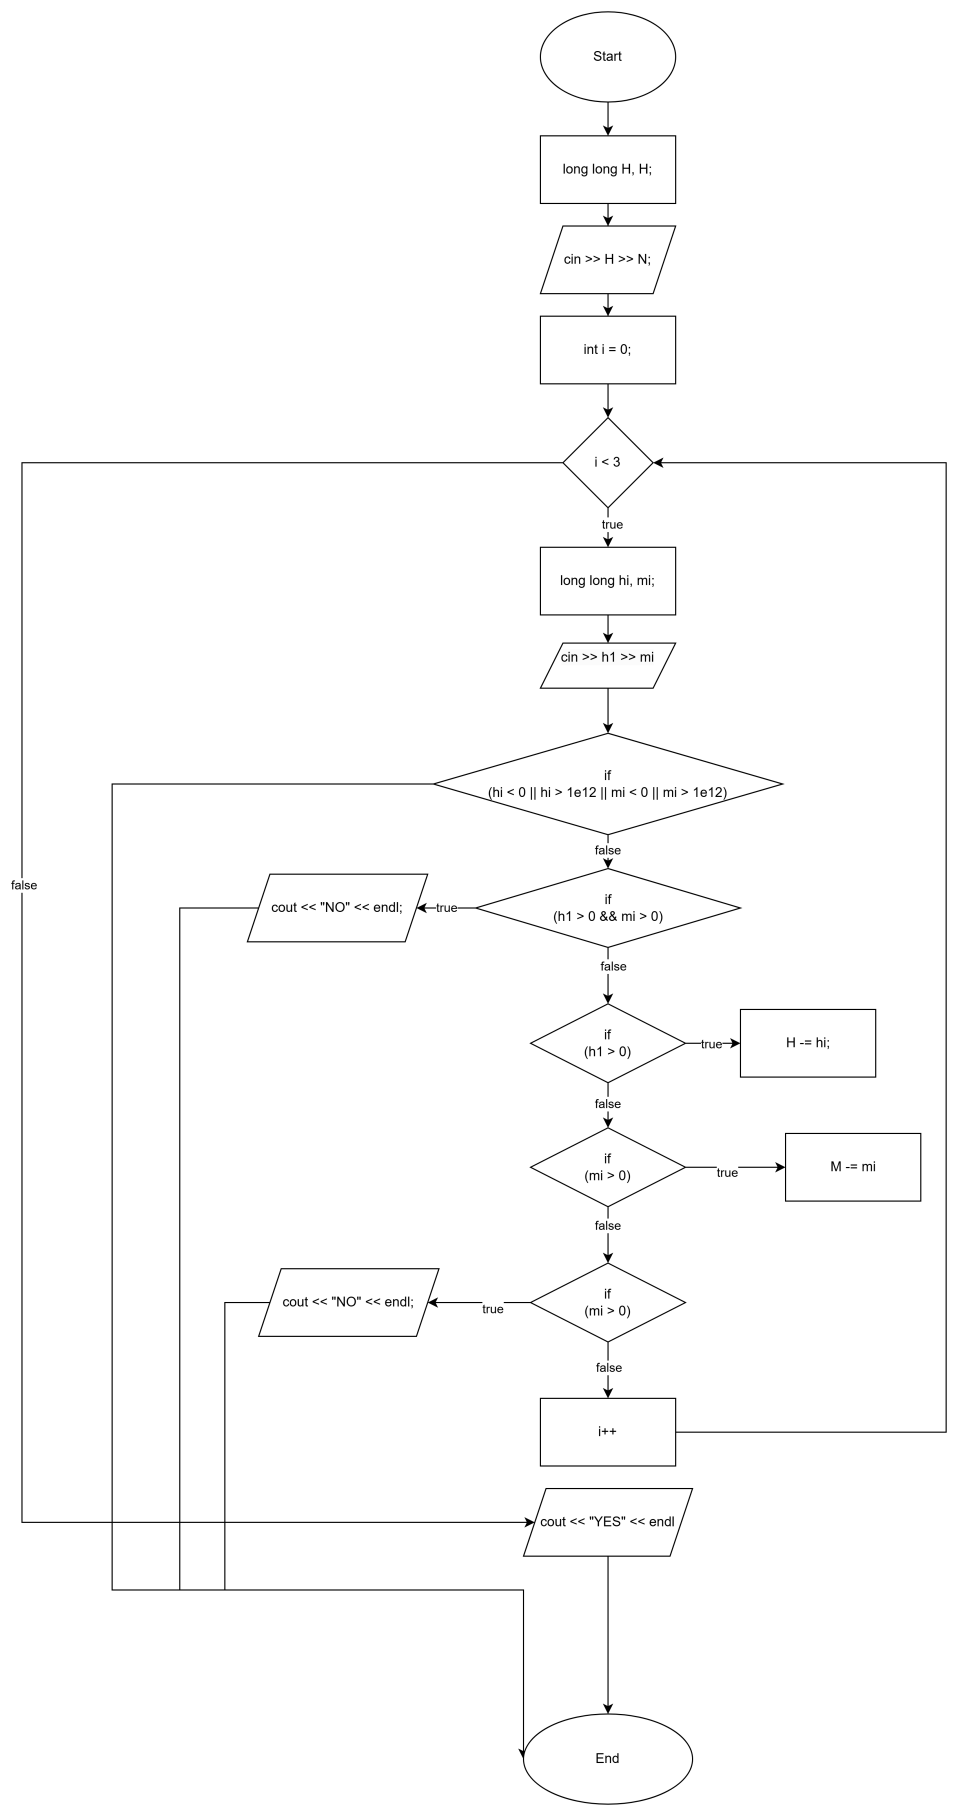 Start
long long H, H;
cin >> H >> N;
int i = 0;
i < 3
true
long long hi, mi;
cin >> h1 >> mi
if
(hi < 0 || hi > 1e12 || mi < 0 || mi > 1e12)
false
false
cout << "NO" << endl;
true
if
(h1 > 0 && mi > 0)
false
if
(h1 > 0)
true
H -= hi;
false
if
(mi > 0)
true
M -= mi
false
cout << "NO" << endl;
true
if
(mi > 0)
false
i++
cout << "YES" << endl
End